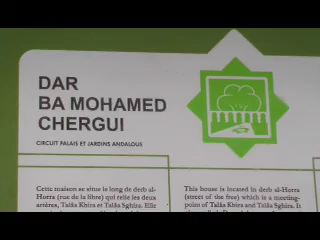 DAR
BA MOHAMED
CHERGUI
CIRCUIT PALAIS ET JARDINS ANDALOUS
Cette maison se situe le long de derb al-
Horra (rue de la libre) qui relie les deux
artères, Talâa Kbira et Talâa Sghira. Elle
This house is located in derb al-Horra
(street of the free) which is a meeting-
point of Talâa Kbira and Talâa Sghira.